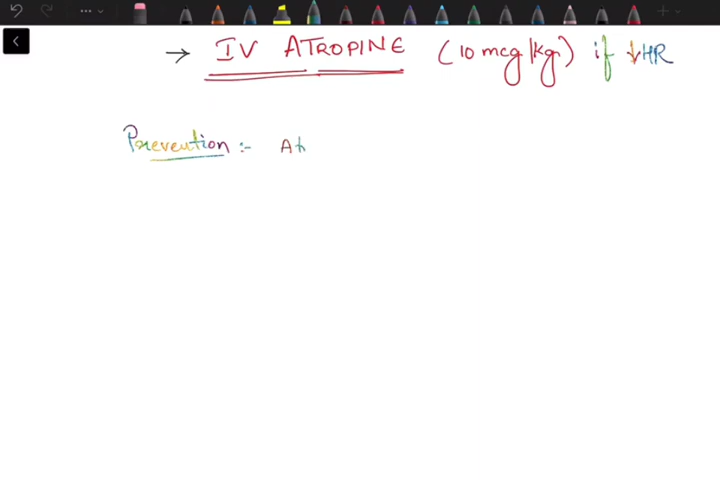 → IV ATROPINE (10 mcg/kg) if ↓HR
Prevention :- At